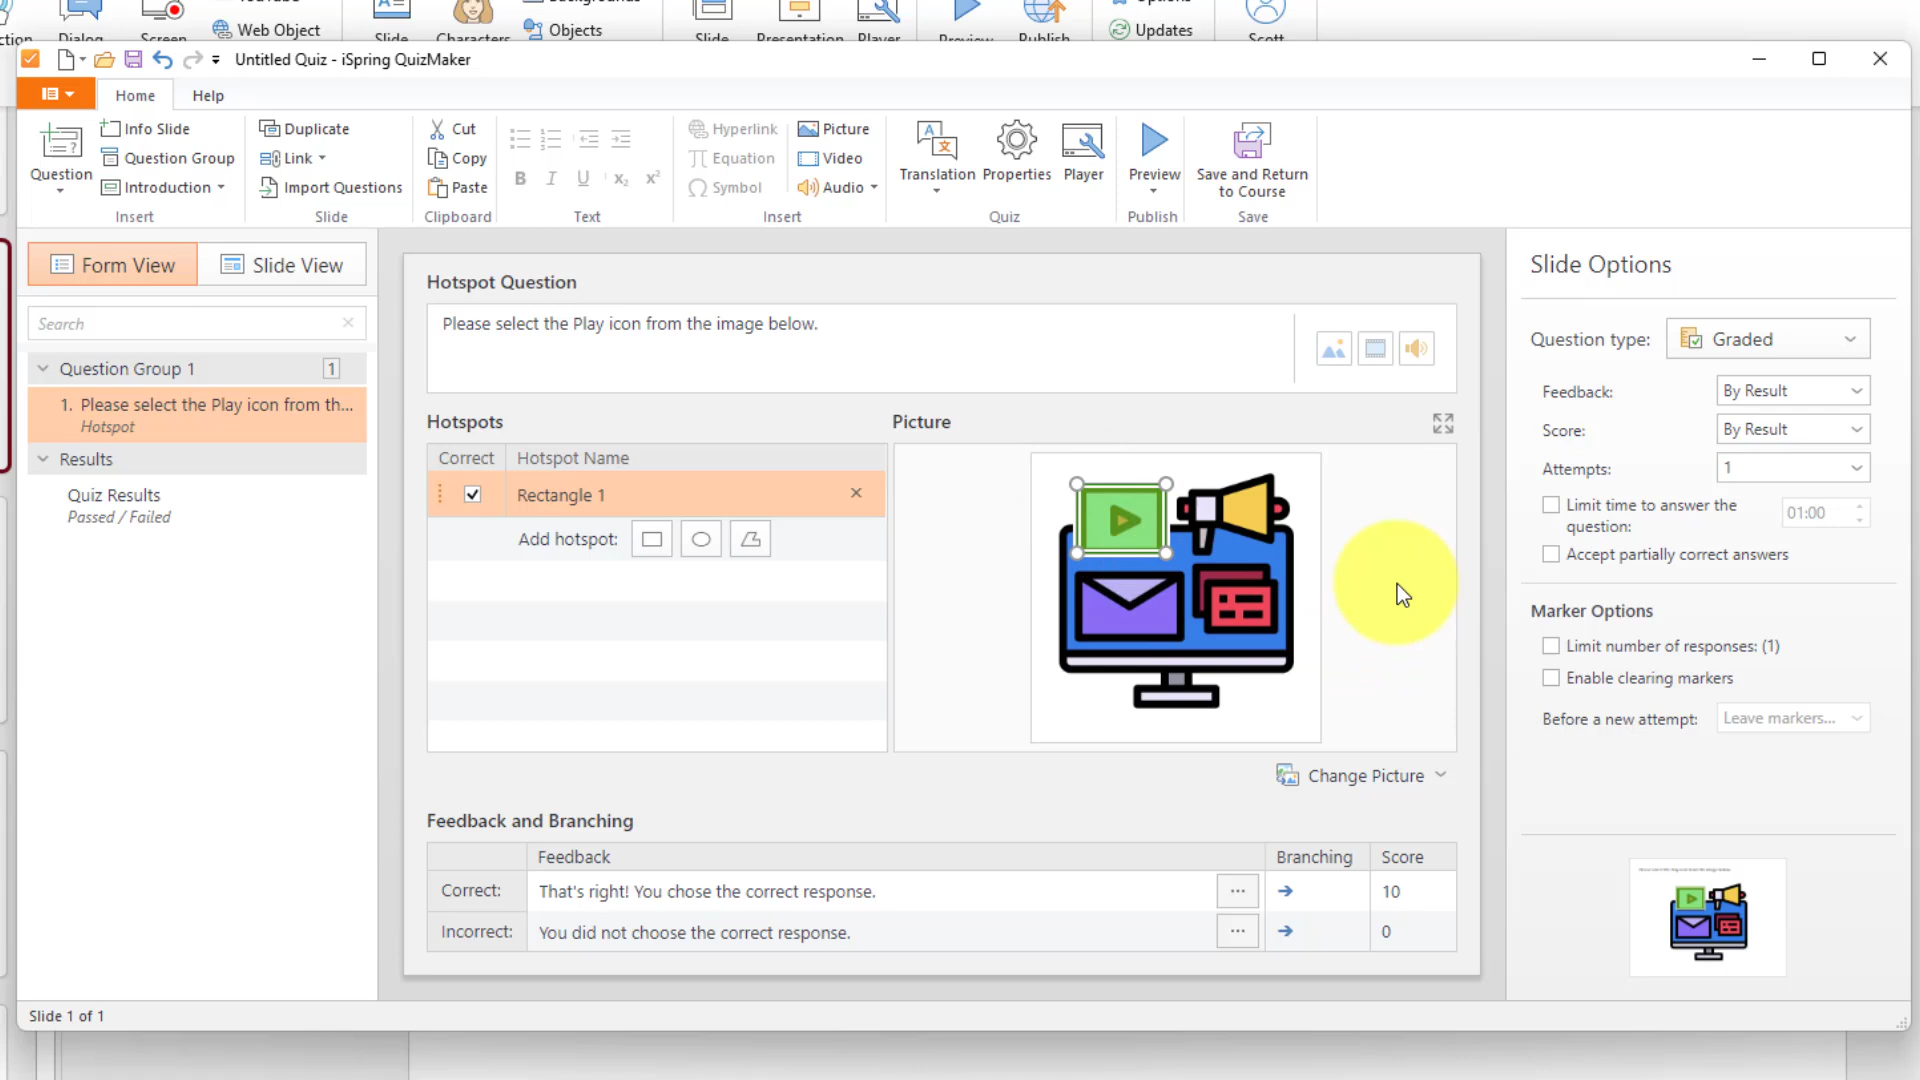 Web Object
Objects
Updates
Untitled Quiz - iSpring QuizMaker
Home Help
Question
Info Slide
Question Group
Introduction
Insert
Duplicate
Link
Import Questions
Slide
Cut
Copy
Paste
Clipboard
B I U X₂ X²
Text
Hyperlink
Equation
Symbol
Picture
Video
Audio
Insert
Translation Properties Player
Quiz
Preview
Publish
Save and Return
to Course
Save
Form View
Slide View
Search
Question Group 1 1
1. Please select the Play icon from th...
Hotspot
Results
Quiz Results
Passed / Failed
Hotspot Question
Please select the Play icon from the image below.
Hotspots
Correct Hotspot Name
Rectangle 1
Add hotspot:
Picture
Change Picture
Feedback and Branching
Feedback Branching Score
Correct: That's right! You chose the correct response. ... 10
Incorrect: You did not choose the correct response. ... 0
Slide Options
Question type: Graded
Feedback: By Result
Score: By Result
Attempts: 1
Limit time to answer the
question:
01:00
Accept partially correct answers
Marker Options
Limit number of responses: (1)
Enable clearing markers
Before a new attempt: Leave markers...
Slide 1 of 1